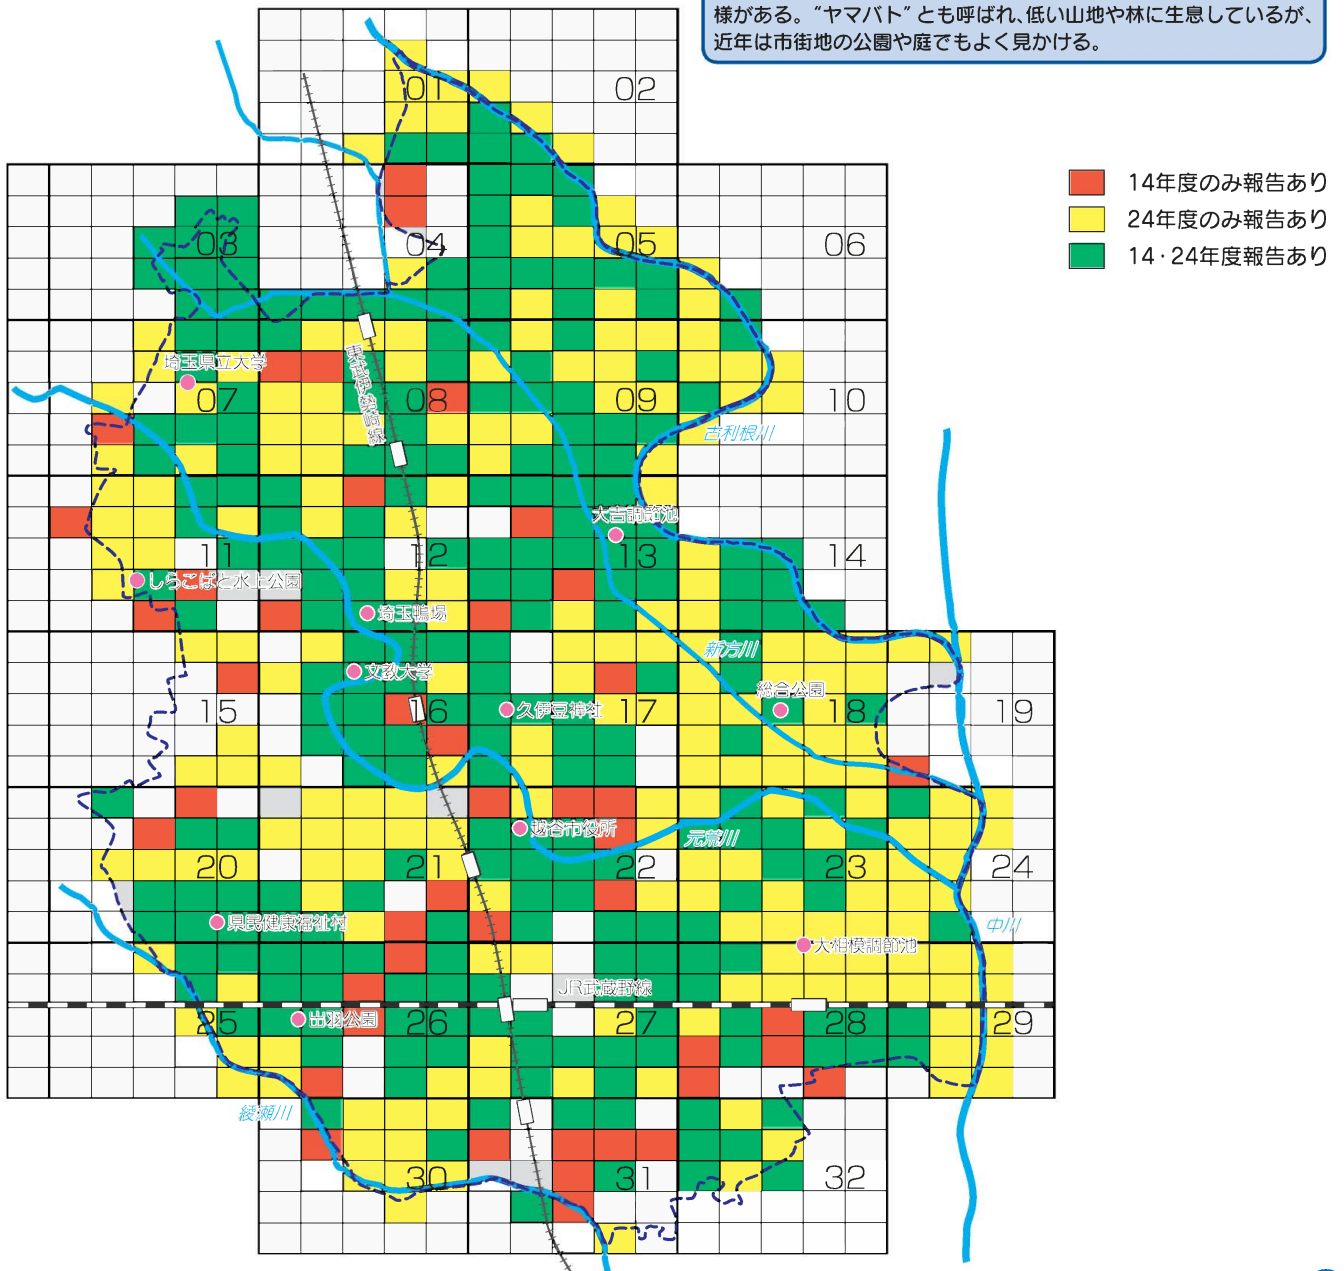 様がある。“ヤマバト”とも呼ばれ、低い山地や林に生息しているが、
近年は市街地の公園や庭でもよく見かける。
14年度のみ報告あり
24年度のみ報告あり
14・24年度報告あり
01
02
03
04
05
06
埼玉県立大学
東武伊勢崎線
07
08
09
10
古利根川
大吉調節池
11
12
13
14
しらこばと水上公園
埼玉鴨場
新方川
文教大学
総合公園
15
16
久伊豆神社
17
18
19
越谷市役所
元荒川
20
21
22
23
24
県民健康福祉村
中川
大相模調節池
JR武蔵野線
25
出羽公園
26
27
28
29
綾瀬川
30
31
32